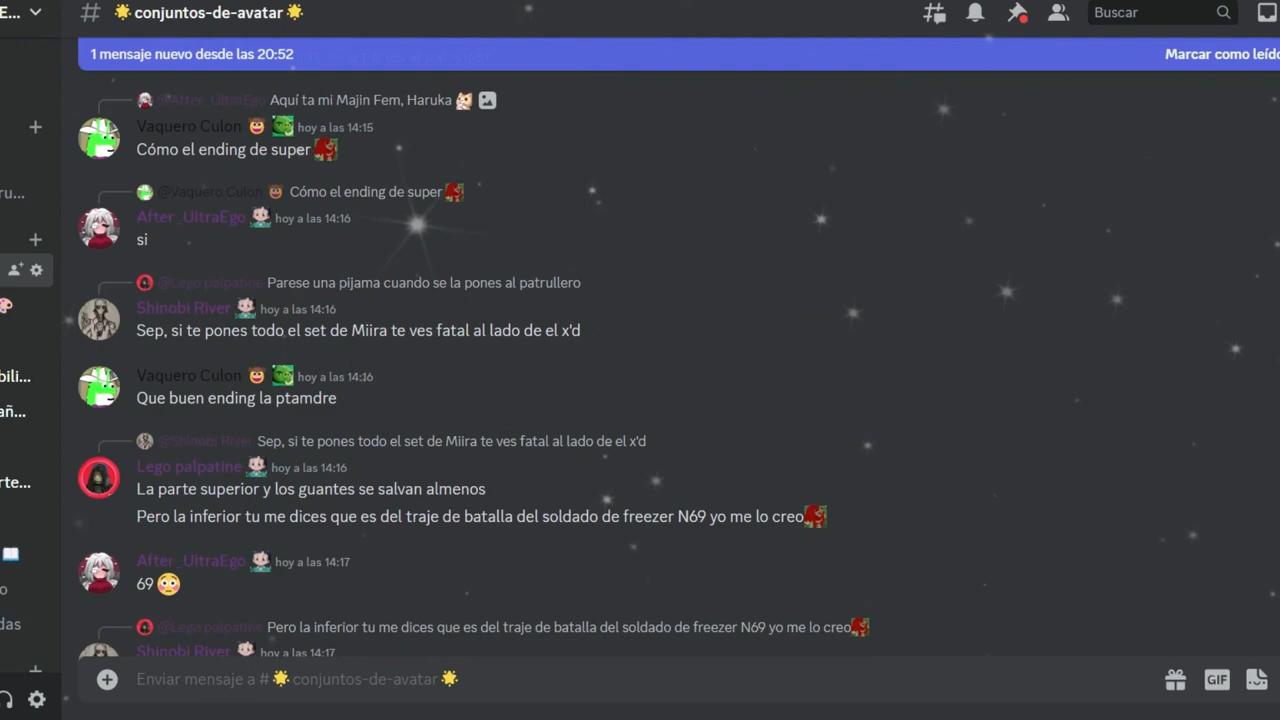 E...
# 🌟conjuntos-de-avatar🌟
Buscar
1 mensaje nuevo desde las 20:52
Marcar como leído
@After_UltraEgo Aquí ta mi Majin Fem, Haruka
Vaquero Culon hoy a las 14:15
Cómo el ending de super
@Vaquero Culon Cómo el ending de super
After_UltraEgo hoy a las 14:16
si
@Lego palpatine Parese una pijama cuando se la pones al patrullero
Shinobi River hoy a las 14:16
Sep, si te pones todo el set de Miira te ves fatal al lado de el x'd
Vaquero Culon hoy a las 14:16
Que buen ending la ptamdre
@Shinobi River Sep, si te pones todo el set de Miira te ves fatal al lado de el x'd
Lego palpatine hoy a las 14:16
La parte superior y los guantes se salvan almenos
Pero la inferior tu me dices que es del traje de batalla del soldado de freezer N69 yo me lo creo
After_UltraEgo hoy a las 14:17
69 😳
@Lego palpatine Pero la inferior tu me dices que es del traje de batalla del soldado de freezer N69 yo me lo creo
Shinobi River hoy a las 14:17
Enviar mensaje a # 🌟conjuntos-de-avatar🌟
GIF
ru...
bili...
añ...
rte...
o
das